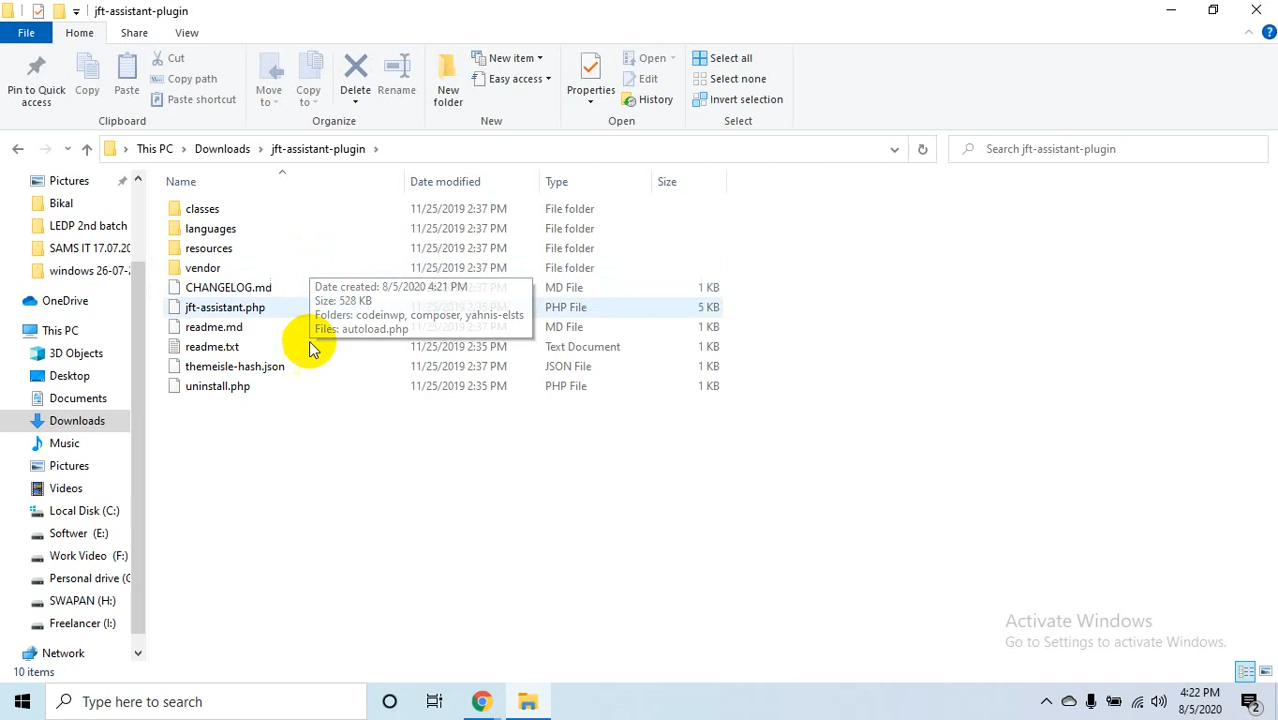 jft-assistant-plugin
File Home Share View
Pin to Quick access
Copy
Paste
Cut
Copy path
Paste shortcut
Move to
Copy to
Delete
Rename
New folder
New item
Easy access
Properties
Open
Edit
History
Select all
Select none
Invert selection
Clipboard Organize New Open Select
This PC Downloads jft-assistant-plugin
Search jft-assistant-plugin
Name Date modified Type Size
classes 11/25/2019 2:37 PM File folder
languages 11/25/2019 2:37 PM File folder
resources 11/25/2019 2:37 PM File folder
vendor 11/25/2019 2:37 PM File folder
CHANGELOG.md MD File 1 KB
jft-assistant.php PHP File 5 KB
readme.md MD File 1 KB
readme.txt 11/25/2019 2:35 PM Text Document 1 KB
themeisle-hash.json 11/25/2019 2:37 PM JSON File 1 KB
uninstall.php 11/25/2019 2:35 PM PHP File 1 KB
Date created: 8/5/2020 4:21 PM
Size: 528 KB
Folders: codeinwp, composer, yahnis-elsts
Files: autoload.php
Pictures
Bikal
LEDP 2nd batch
SAMS IT 17.07.20
windows 26-07-2
OneDrive
This PC
3D Objects
Desktop
Documents
Downloads
Music
Pictures
Videos
Local Disk (C:)
Softwer (E:)
Work Video (F:)
Personal drive (G
SWAPAN (H:)
Freelancer (I:)
Network
10 items
Activate Windows
Go to Settings to activate Windows.
Type here to search
4:22 PM
8/5/2020
2